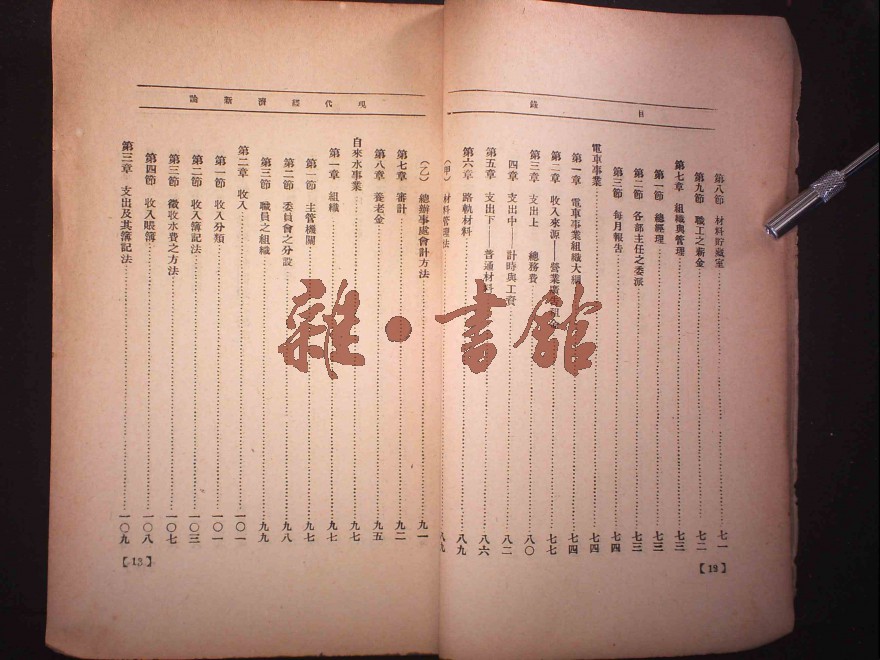 目錄
第八節 材料貯藏室 七一
第九節 職工之薪金 七二
第七章 組織與管理 七三
第一節 總經理 七三
第二節 各部主任之委派 七三
第三節 每月報告 七四
電車事業 七四
第一章 電車事業組織大綱 七四
第二章 收入來源——營業廣告租金 七七
第三章 支出上 總務費 八〇
四章 支出中—— 計時與工資 八二
第五章 支出下 普通材料 八六
第六章 路軌材料 八九
(甲) 材料管理法 八九
【12】
現代經濟新論
(乙) 總辦事處會計方法 九一
第七章 審計 九二
第八章 養老金 九五
自來水事業 九七
第一章 組織 九七
第一節 主管機關 九七
第二節 委員會之分設 九八
第三節 職員之組織 九九
第二章 收入 一〇一
第一節 收入分類 一〇一
第二節 收入簿記法 一〇三
第三節 徵收水費之方法 一〇七
第四節 收入賬簿 一〇八
第三章 支出及其簿記法 一〇九
【13】
雜·書館